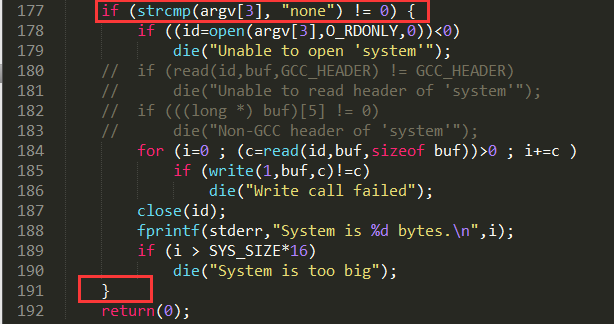 177 if (strcmp(argv[3], "none") != 0) {
178 if ((id=open(argv[3],O_RDONLY,0))<0)
179 die("Unable to open 'system'");
180 // if (read(id,buf,GCC_HEADER) != GCC_HEADER)
181 // die("Unable to read header of 'system'");
182 // if (((long *) buf)[5] != 0)
183 // die("Non-GCC header of 'system'");
184 for (i=0 ; (c=read(id,buf,sizeof buf))>0 ; i+=c )
185 if (write(1,buf,c)!=c)
186 die("Write call failed");
187 close(id);
188 fprintf(stderr,"System is %d bytes.\n",i);
189 if (i > SYS_SIZE*16)
190 die("System is too big");
191 }
192 return(0);